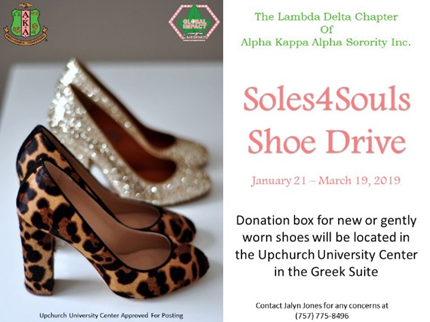 GLOBAL
IMPACT
The Lambda Delta Chapter
Of
Alpha Kappa Alpha Sorority Inc.
Soles4Souls
Shoe Drive
January 21 – March 19, 2019
Donation box for new or gently
worn shoes will be located in
the Upchurch University Center
in the Greek Suite
Contact Jalyn Jones for any concerns at
(757) 775-8496
Upchurch University Center Approved For Posting